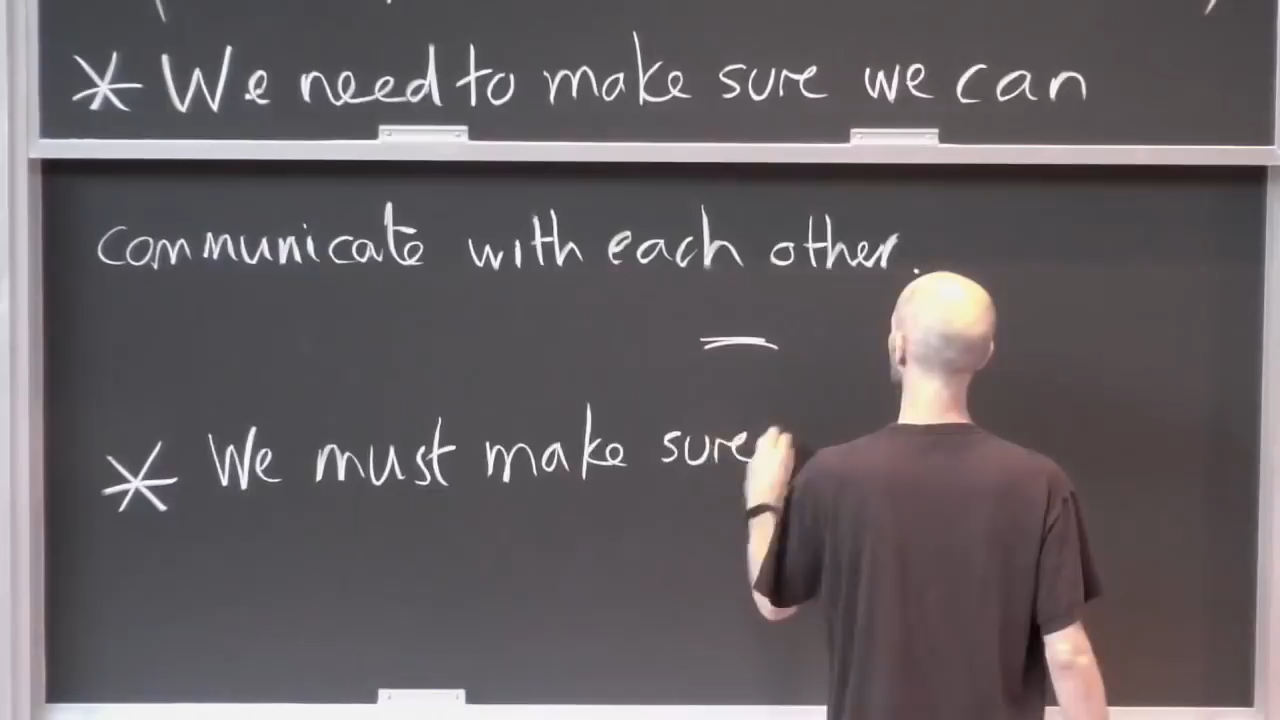 * We need to make sure we can
communicate with each other.
* We must make sure